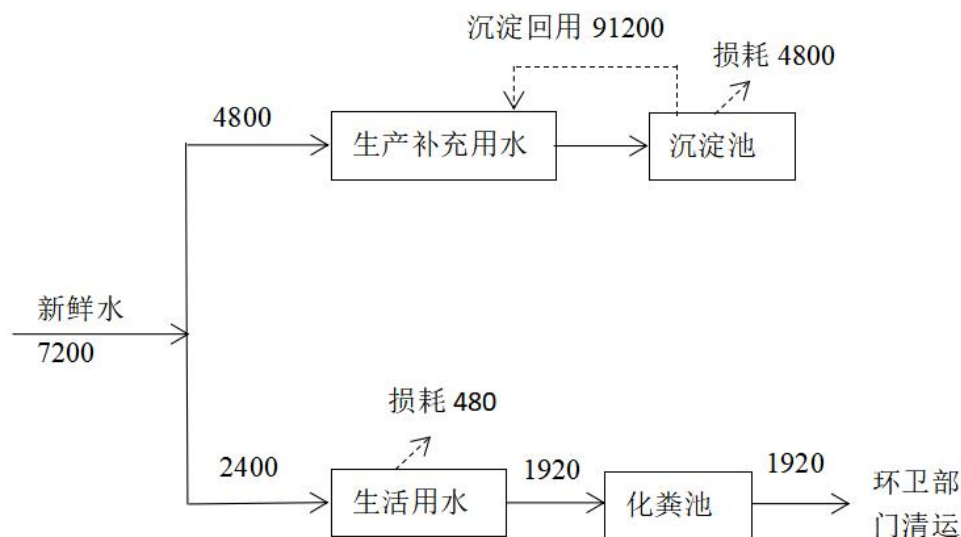 沉淀回用 91200
损耗 4800
4800
生产补充用水
沉淀池
新鲜水
7200
损耗 480
2400
生活用水
1920
化粪池
1920
环卫部
门清运